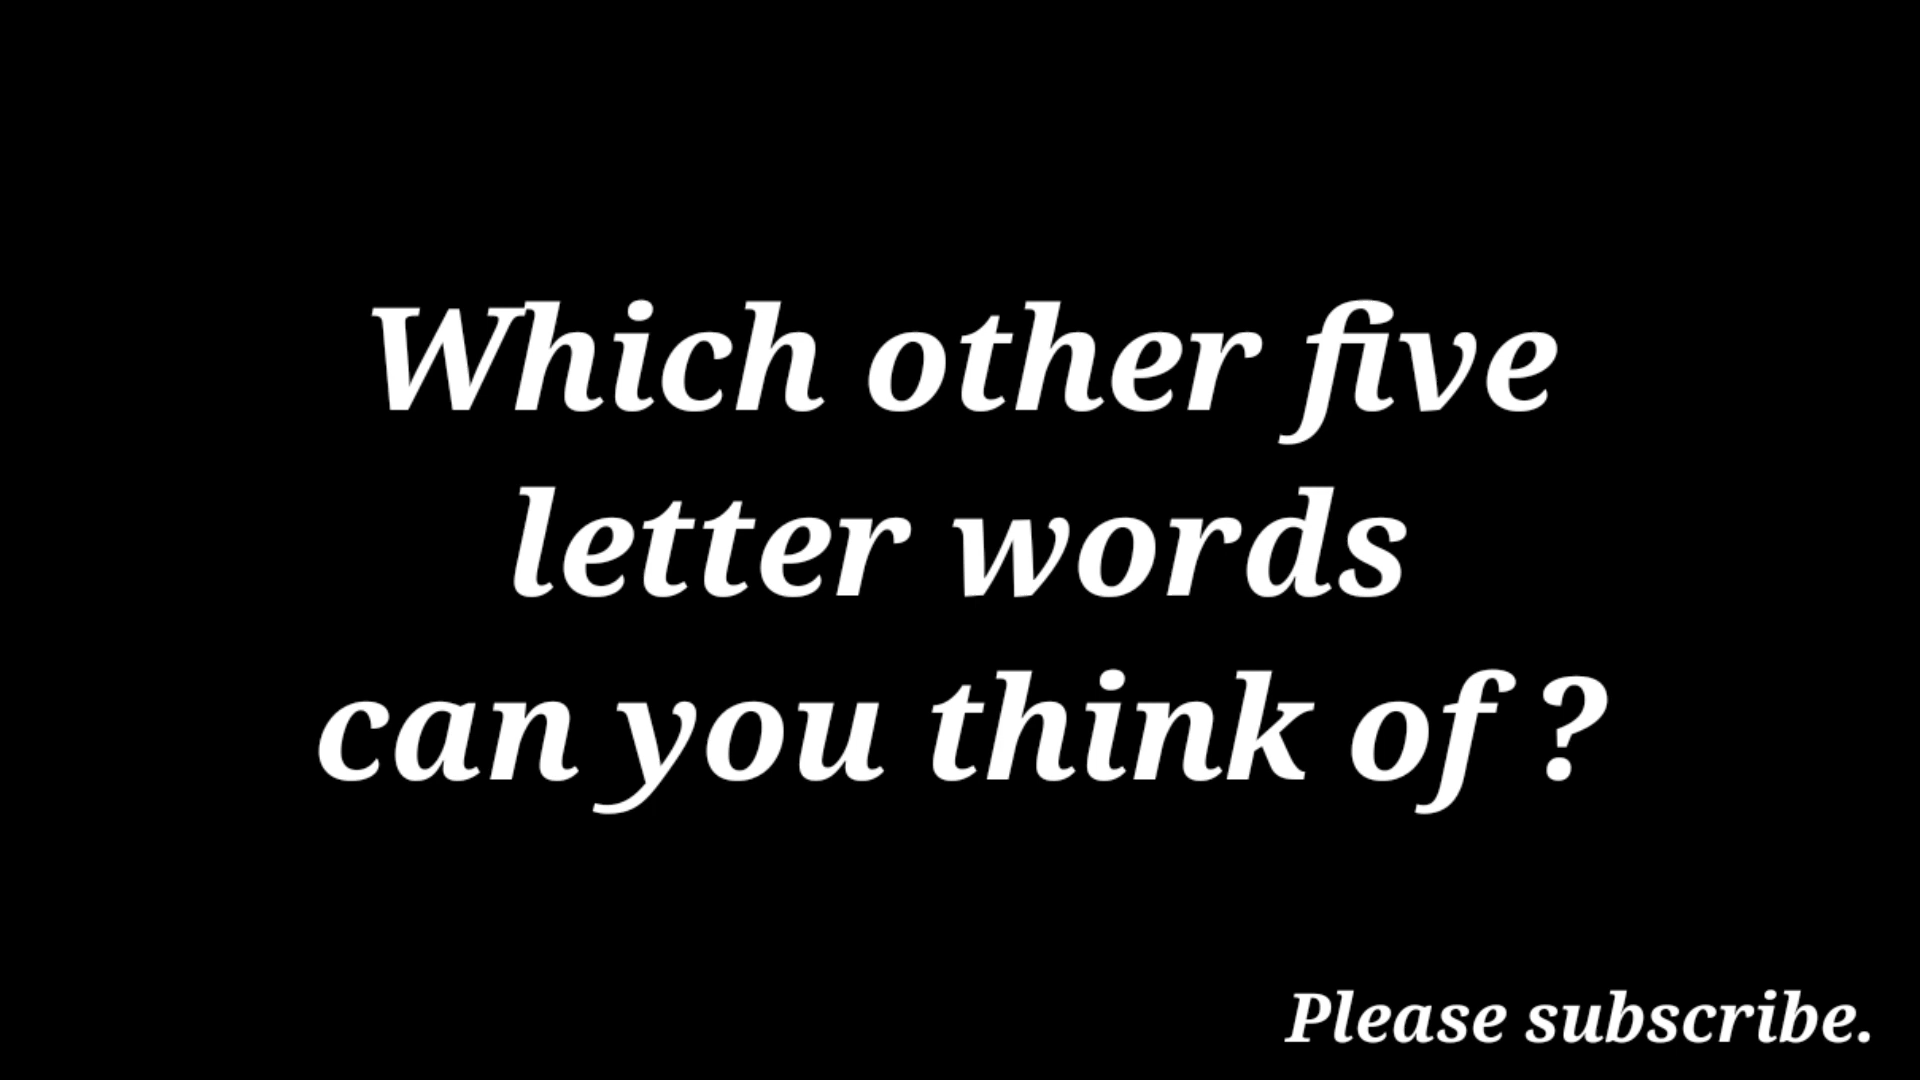 Which other five
letter words
can you think of ?
Please subscribe.